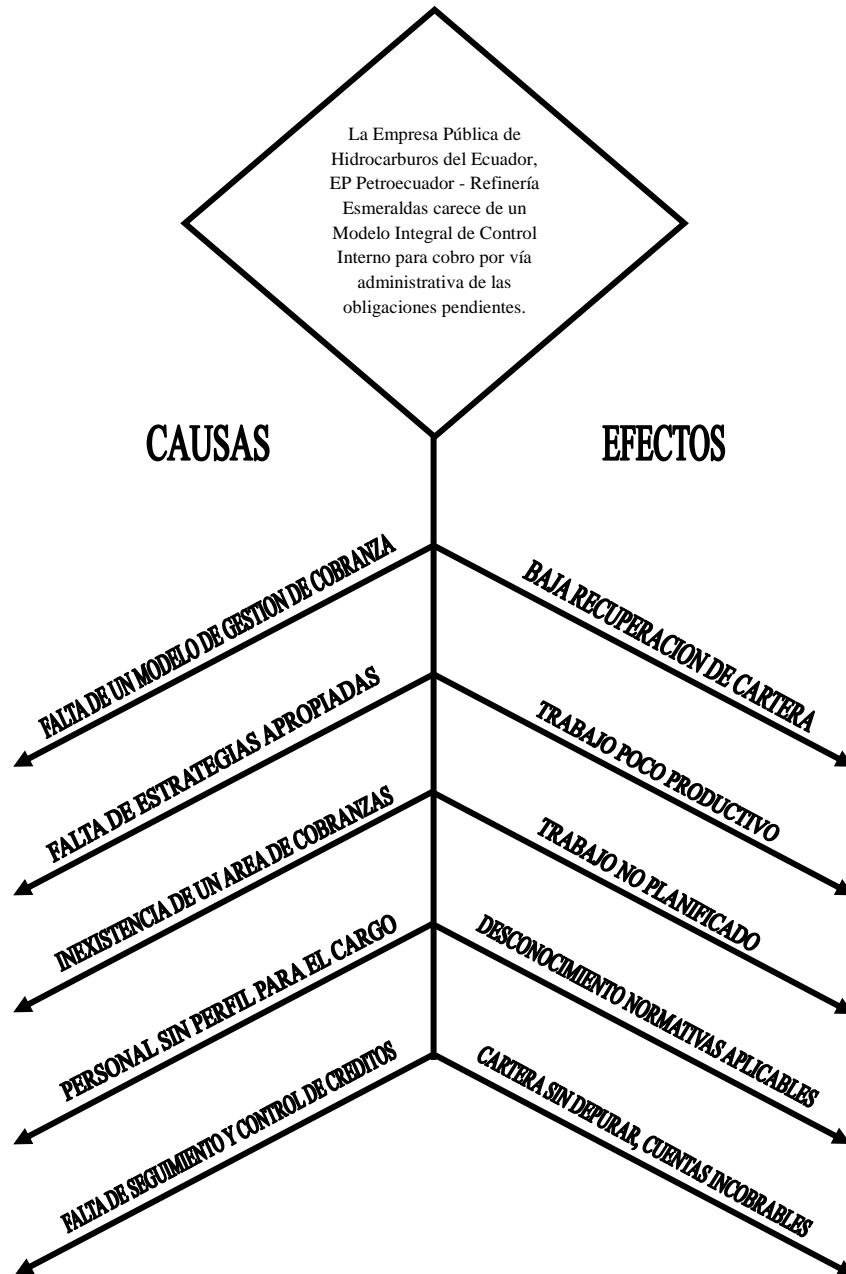 La Empresa Pública de
Hidrocarburos del Ecuador,
EP Petroecuador - Refinería
Esmeraldas carece de un
Modelo Integral de Control
Interno para cobro por vía
administrativa de las
obligaciones pendientes.
CAUSAS
EFECTOS
FALTA DE UN MODELO DE GESTION DE COBRANZA
BAJA RECUPERACION DE CARTERA
FALTA DE ESTRATEGIAS APROPIADAS
TRABAJO POCO PRODUCTIVO
INEXISTENCIA DE UN AREA DE COBRANZAS
TRABAJO NO PLANIFICADO
PERSONAL SIN PERFIL PARA EL CARGO
DESCONOCIMIENTO NORMATIVAS APLICABLES
FALTA DE SEGUIMIENTO Y CONTROL DE CREDITOS
CARTERA SIN DEPURAR, CUENTAS INCOBRABLES